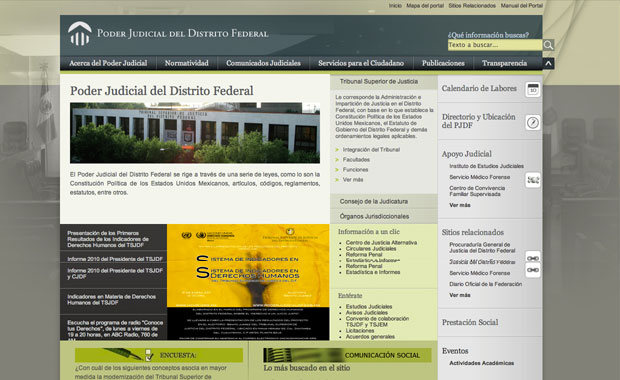 Inicio
Mapa del portal
Sitios Relacionados
Manual del Portal
PODER JUDICIAL DEL DISTRITO FEDERAL
¿Qué información buscas?
Texto a buscar...
Acerca del Poder Judicial
Normatividad
Comunicados Judiciales
Servicios para el Ciudadano
Publicaciones
Transparencia
Poder Judicial del Distrito Federal
El Poder Judicial del Distrito Federal se rige a través de una serie de leyes, como lo son la
Constitución Política de los Estados Unidos Mexicanos, artículos, códigos, reglamentos,
estatutos, entre otros.
Tribunal Superior de Justicia
Le corresponde la Administración e
Impartición de Justicia en el Distrito
Federal, con base en lo que establece la
Constitución Política de los Estados
Unidos Mexicanos, el Estatuto de
Gobierno del Distrito Federal y demás
ordenamientos legales aplicables.
> Integración del Tribunal
> Facultades
> Funciones
> Ver más
Consejo de la Judicatura
Órganos Jurisdiccionales
Calendario de Labores
Directorio y Ubicación
del PJDF
Apoyo Judicial
Instituto de Estudios Judiciales
Servicio Médico Forense
Centro de Convivencia
Familiar Supervisada
Ver más
Sitios relacionados
Procuraduría General de
Justicia del Distrito Federal
Servicio Médico Forense
Diario Oficial de la Federación
Ver más
Prestación Social
Eventos
Actividades Académicas
Presentación de los Primeros
Resultados de los Indicadores de
Derechos Humanos del TSJDF
Informe 2010 del Presidente del TSJDF
Informe 2010 del Presidente del TSJDF
y CJDF
Indicadores en Materia de Derechos
Humanos del TSJDF
Escucha el programa de radio "Conoce
tus Derechos", de lunes a viernes de
19 a 20 horas, en ABC Radio, 760 de
SISTEMA DE INDICADORES EN
DERECHOS HUMANOS
Información a un clic
• Centro de Justicia Alternativa
• Circulares Judiciales
• Reforma Penal
• Reforma Penal
• Estadística e Informes
Entérate
• Estudios Judiciales
• Avisos Judiciales
• Convenio de colaboración
TSJDF y TSJEM
• Licitaciones
• Acuerdos generales
ENCUESTA:
¿Con cuál de los siguientes conceptos asocia en mayor
medida la modernización del Tribunal Superior de
COMUNICACIÓN SOCIAL
Lo más buscado en el sitio